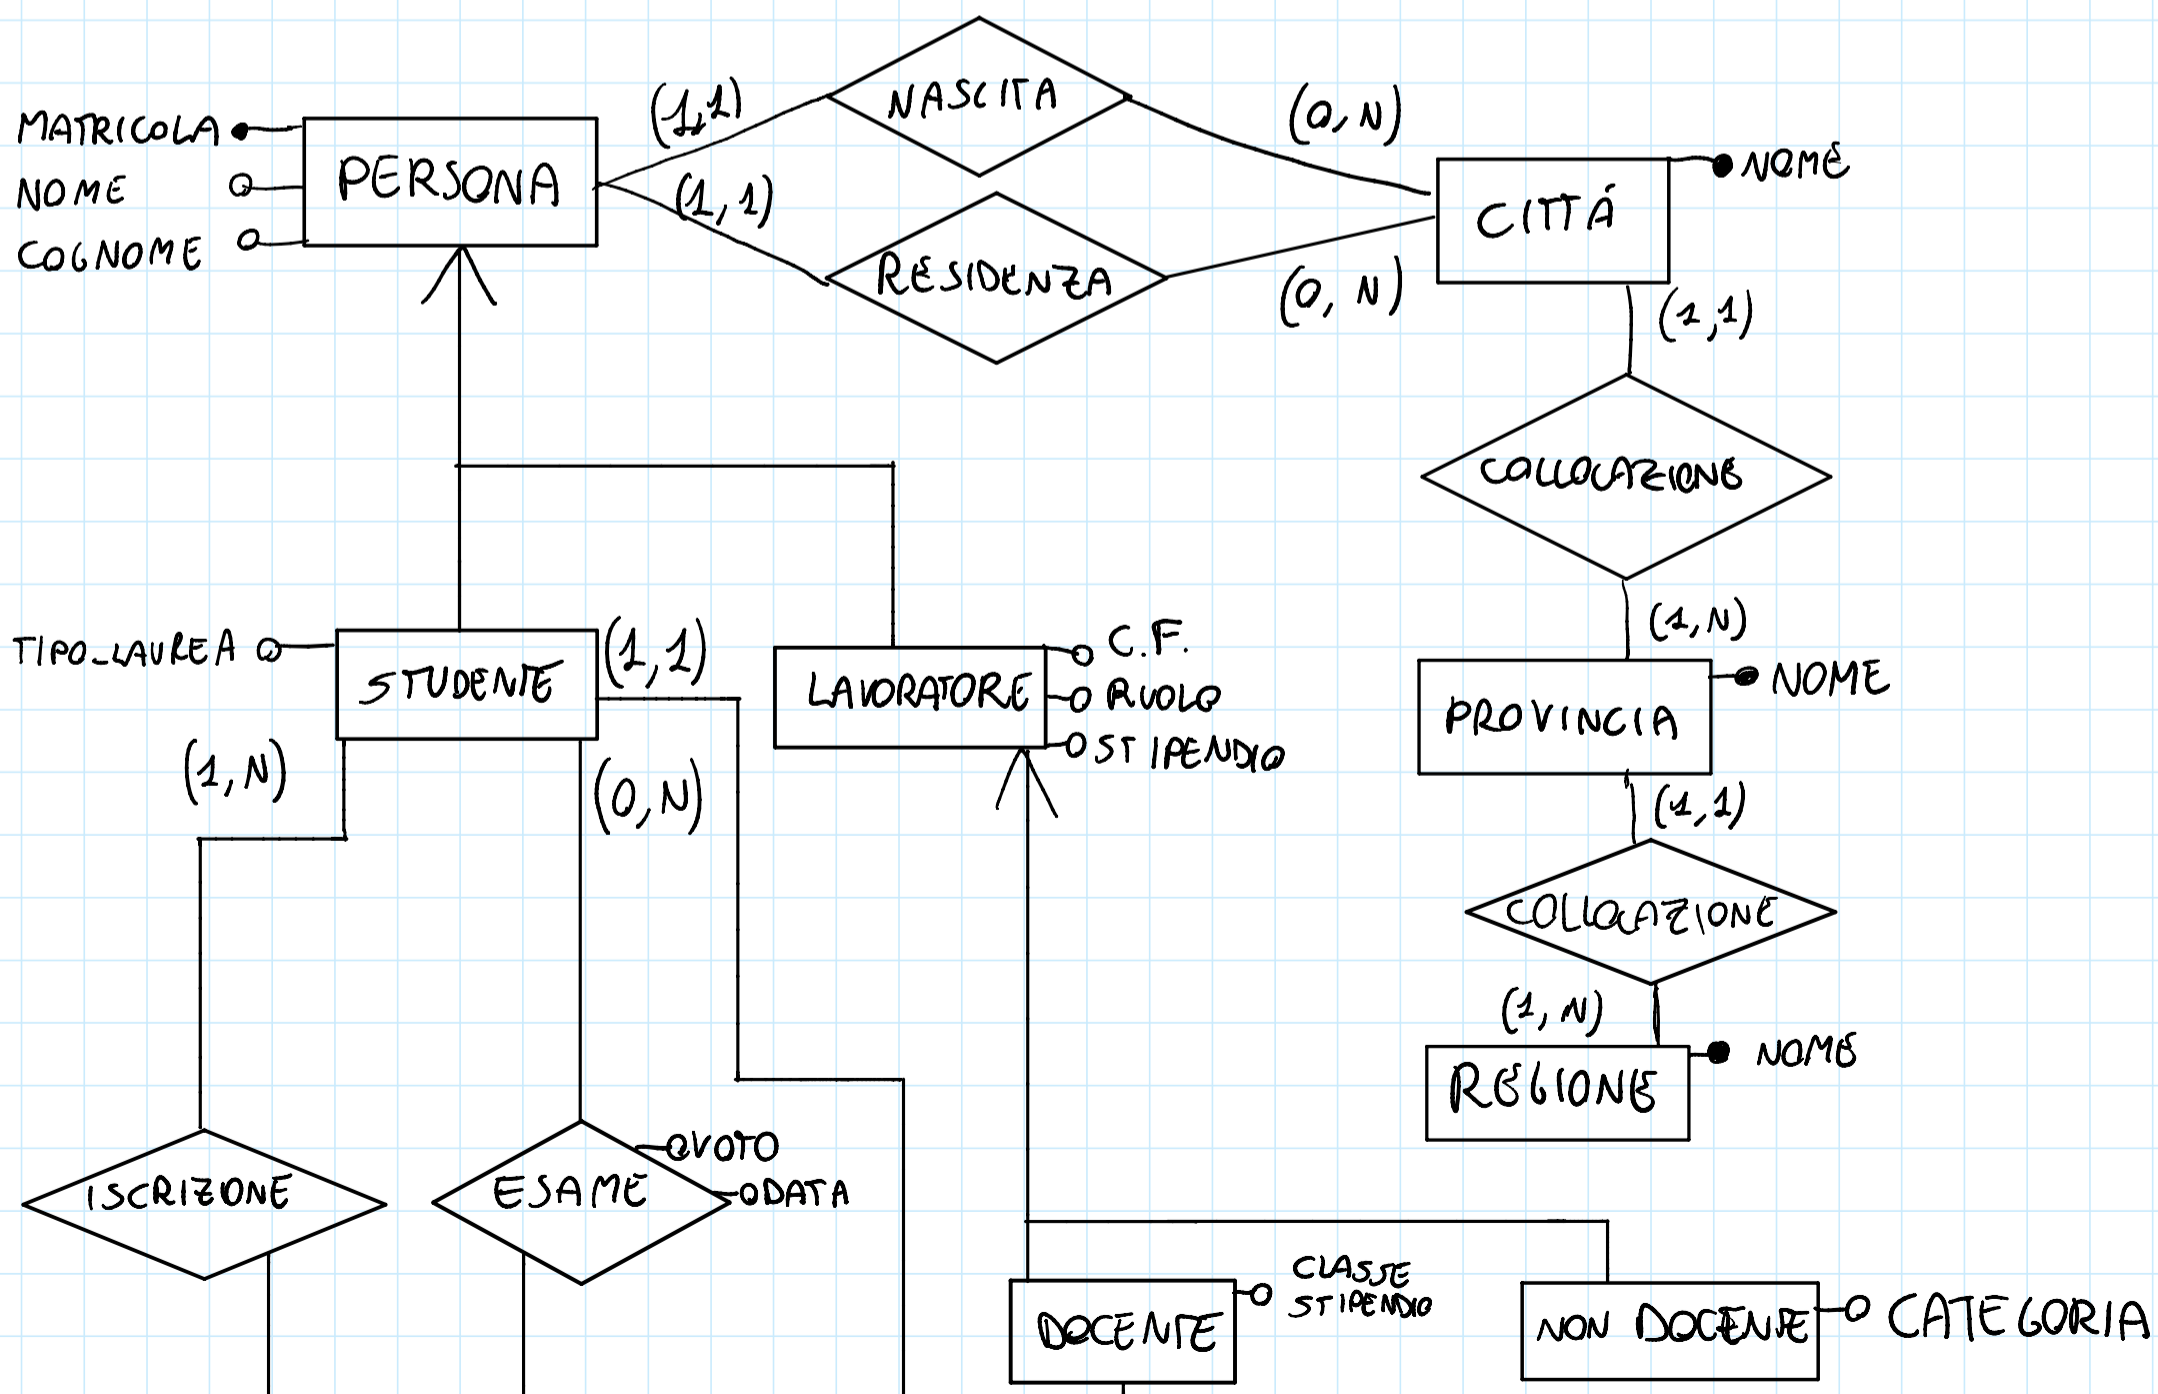 NASCITA
(1,1)
(0,N)
MATRICOLA
PERSONA
NOME
COGNOME
(1,1)
RESIDENZA
(0,N)
CITTÁ
NOME
(1,1)
COLLOCAZIONE
(1,N)
TIPO_LAUREA
STUDENTE
(1,1)
LAVORATORE
C.F.
RUOLO
STIPENDIO
PROVINCIA
NOME
(1,N)
(0,N)
(1,1)
COLLOCAZIONE
(1,N)
REGIONE
NOME
ISCRIZONE
ESAME
VOTO
DATA
DOCENTE
CLASSE
STIPENDIO
NON DOCENTE
CATEGORIA